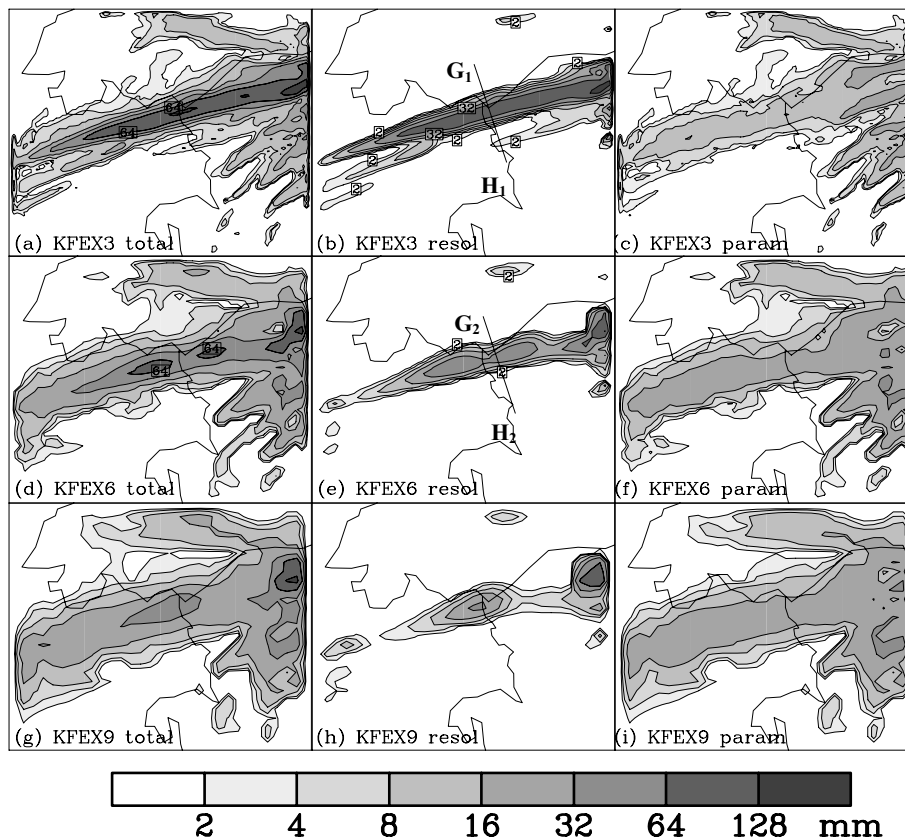 64
64
(a) KFEX3 total
2
G1
2
32
2
32
2
2
2
2
H1
(b) KFEX3 resol
(c) KFEX3 param
64
64
(d) KFEX6 total
2
G2
2
2
H2
(e) KFEX6 resol
(f) KFEX6 param
(g) KFEX9 total
(h) KFEX9 resol
(i) KFEX9 param
2 4 8 16 32 64 128 mm